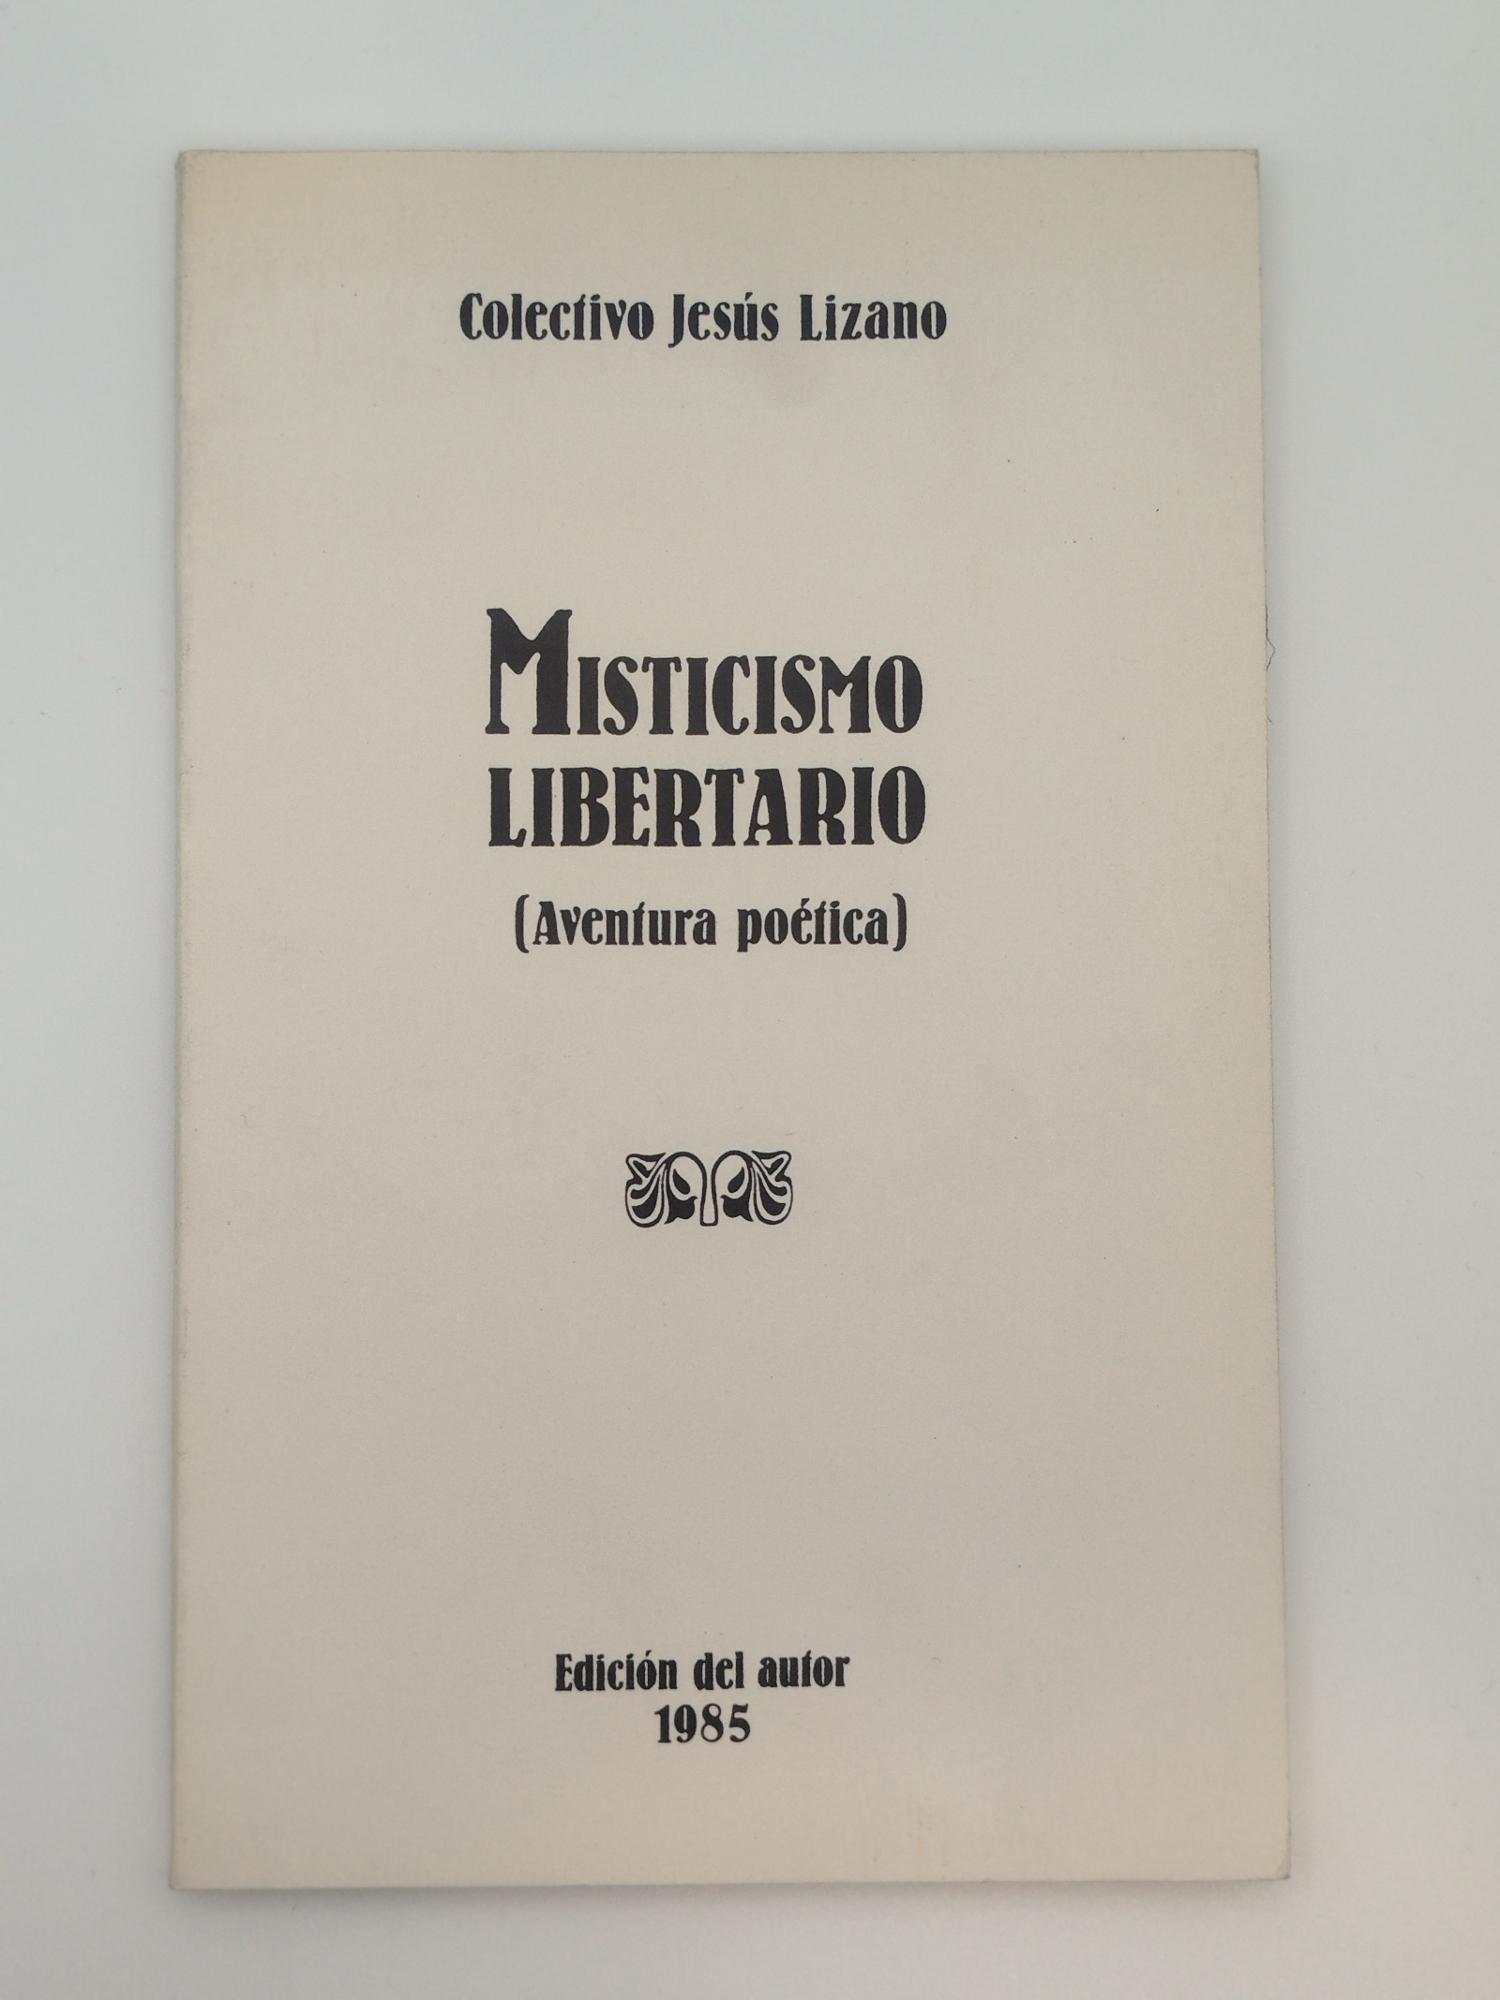 Colectivo Jesús Lizano
MISTICISMO
LIBERTARIO
(Aventura poética)
Edición del autor
1985